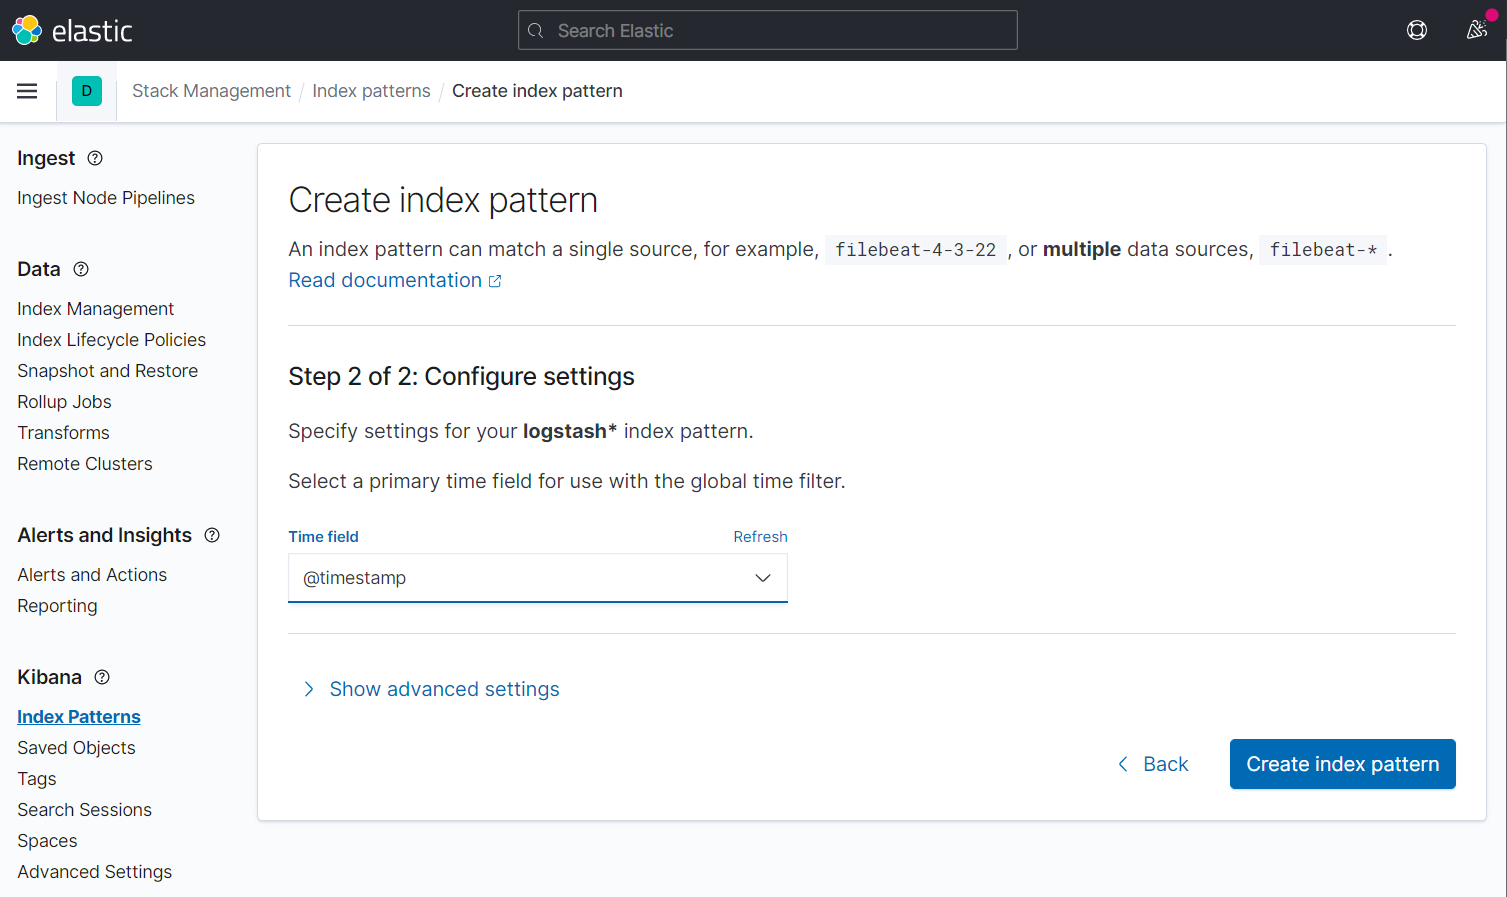 elastic
Search Elastic
D
Stack Management / Index patterns / Create index pattern
Ingest
Ingest Node Pipelines
Data
Index Management
Index Lifecycle Policies
Snapshot and Restore
Rollup Jobs
Transforms
Remote Clusters
Alerts and Insights
Alerts and Actions
Reporting
Kibana
Index Patterns
Saved Objects
Tags
Search Sessions
Spaces
Advanced Settings
Create index pattern
An index pattern can match a single source, for example, filebeat-4-3-22 , or multiple data sources, filebeat-* .
Read documentation
Step 2 of 2: Configure settings
Specify settings for your logstash* index pattern.
Select a primary time field for use with the global time filter.
Time field Refresh
@timestamp
Show advanced settings
Back Create index pattern